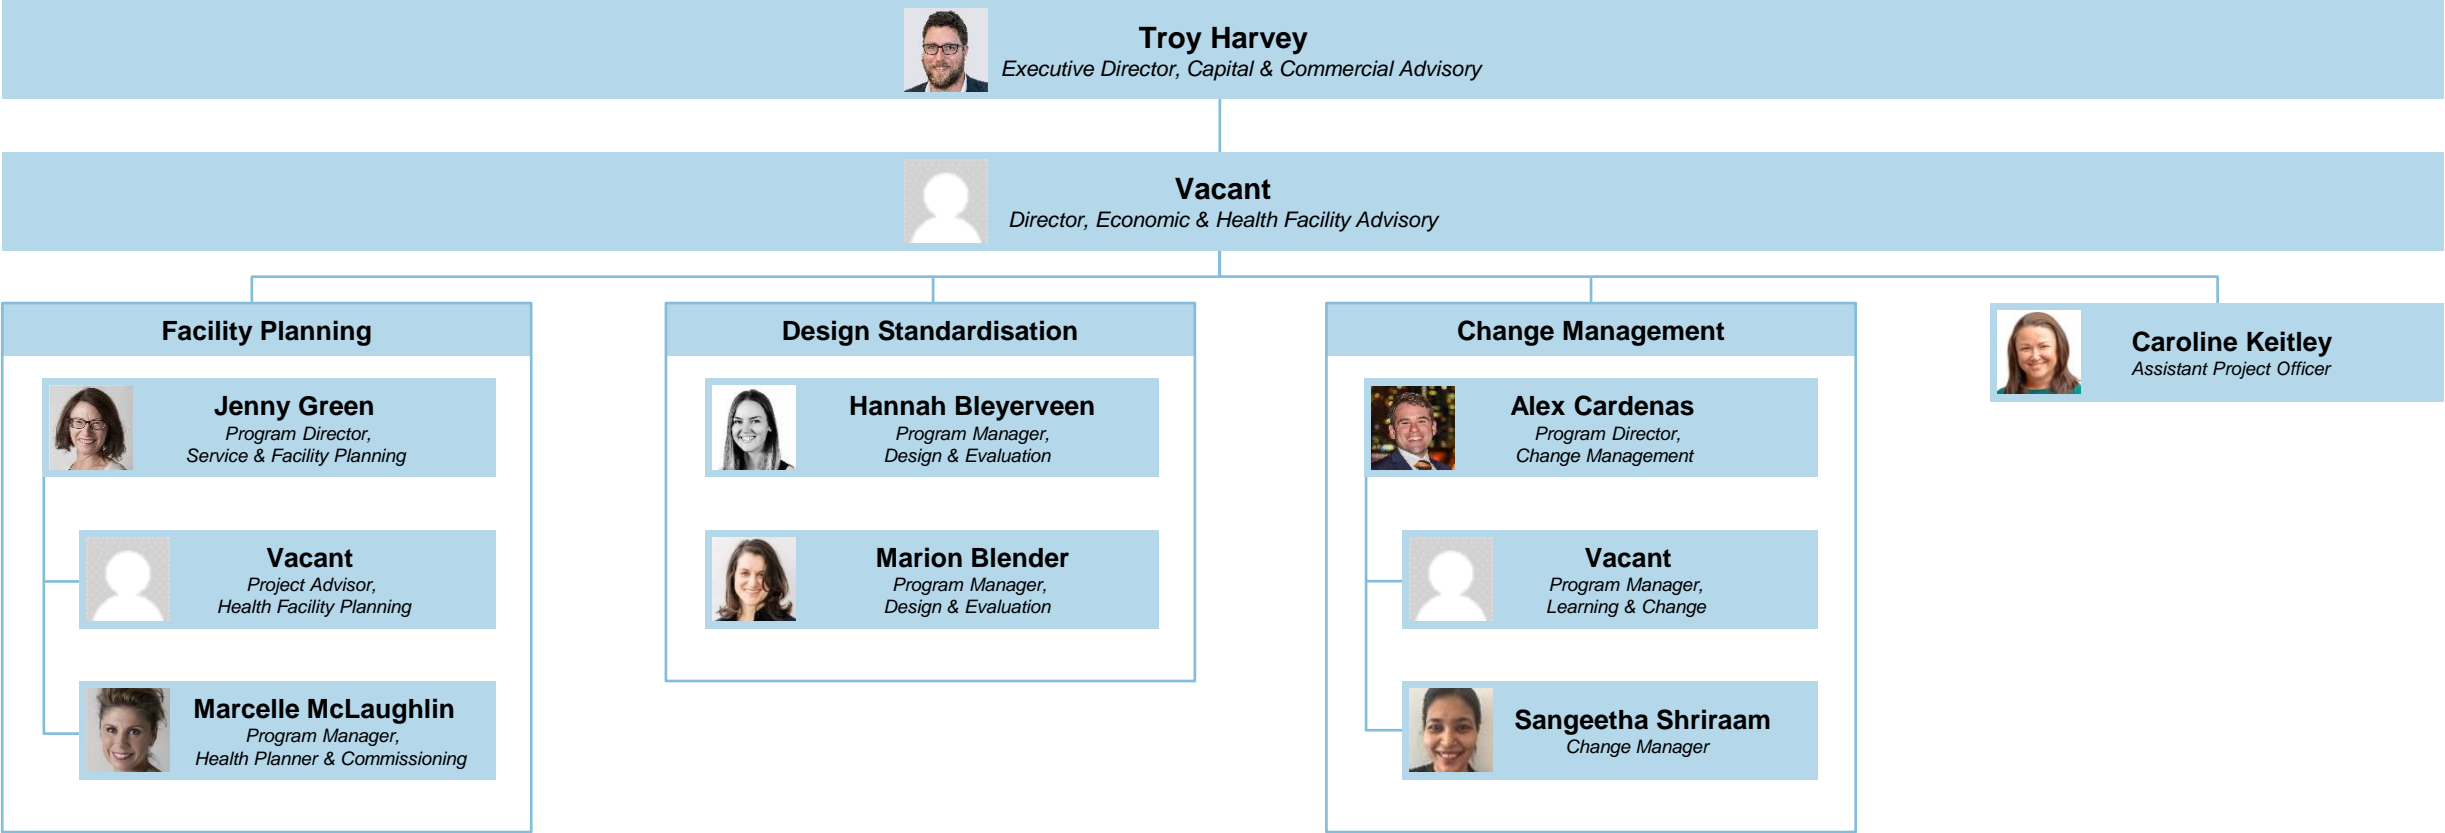 Troy Harvey
Executive Director, Capital & Commercial Advisory
Vacant
Director, Economic & Health Facility Advisory
Facility Planning
Jenny Green
Program Director,
Service & Facility Planning
Vacant
Project Advisor,
Health Facility Planning
Marcelle McLaughlin
Program Manager,
Health Planner & Commissioning
Design Standardisation
Hannah Bleyerveen
Program Manager,
Design & Evaluation
Marion Blender
Program Manager,
Design & Evaluation
Change Management
Alex Cardenas
Program Director,
Change Management
Vacant
Program Manager,
Learning & Change
Sangeetha Shriraam
Change Manager
Caroline Keitley
Assistant Project Officer